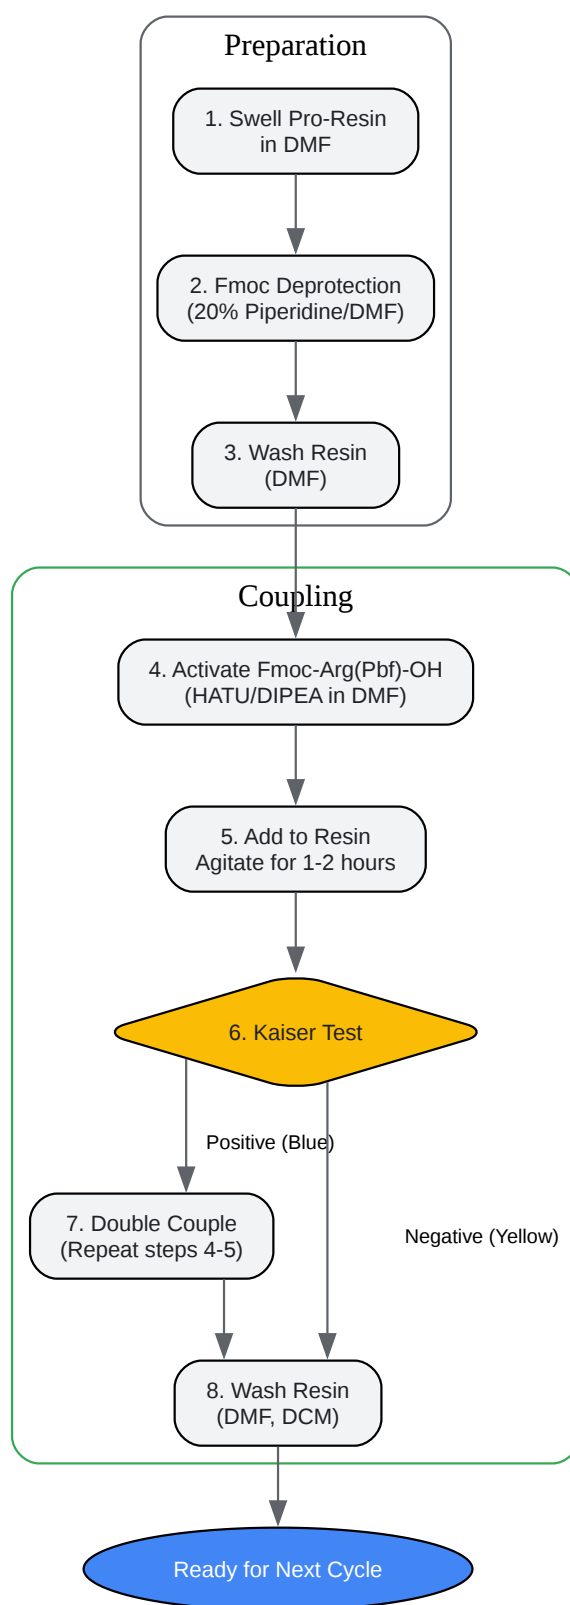 Preparation
1. Swell Pro-Resin
in DMF
2. Fmoc Deprotection
(20% Piperidine/DMF)
3. Wash Resin
(DMF)
Coupling
4. Activate Fmoc-Arg(Pbf)-OH
(HATU/DIPEA in DMF)
5. Add to Resin
Agitate for 1-2 hours
6. Kaiser Test
Positive (Blue)
7. Double Couple
(Repeat steps 4-5)
Negative (Yellow)
8. Wash Resin
(DMF, DCM)
Ready for Next Cycle